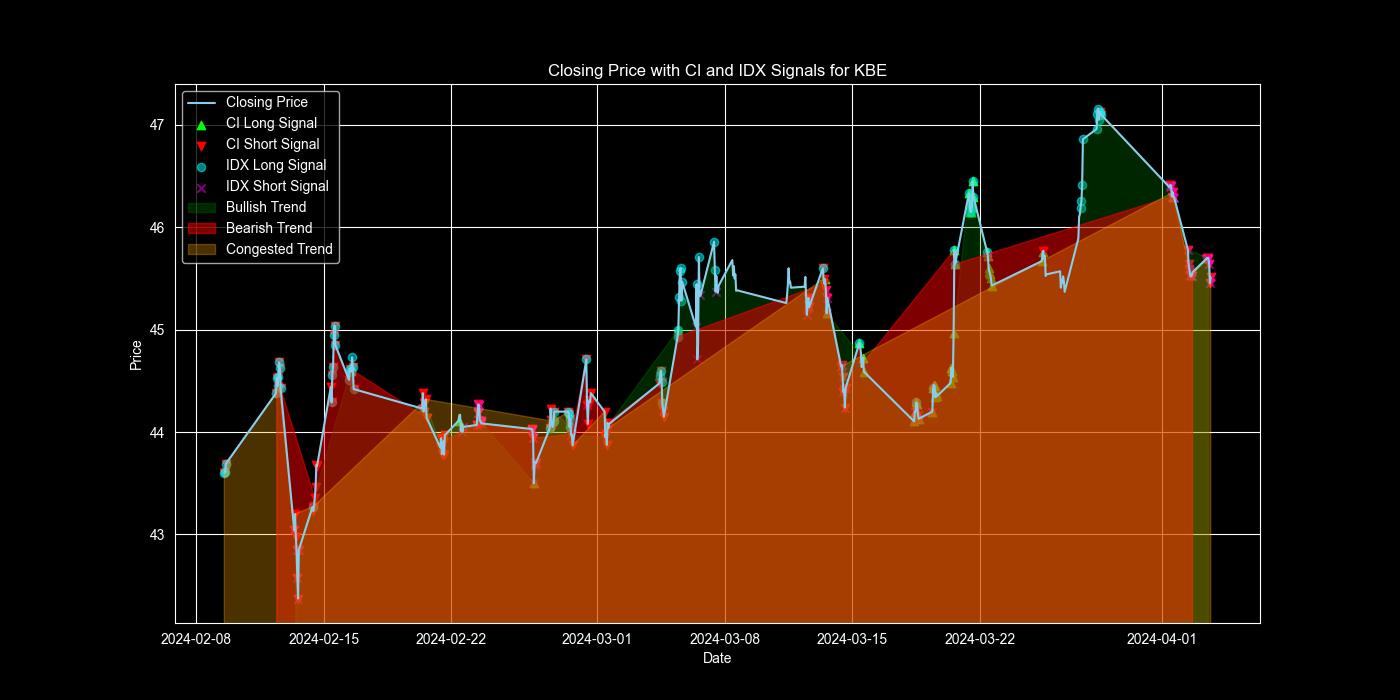 Closing Price with CI and IDX Signals for KBE
Closing Price
CI Long Signal
CI Short Signal
IDX Long Signal
IDX Short Signal
Bullish Trend
Bearish Trend
Congested Trend
47
46
45
44
43
Price
2024-02-08
2024-02-15
2024-02-22
2024-03-01
2024-03-08
2024-03-15
2024-03-22
2024-04-01
Date